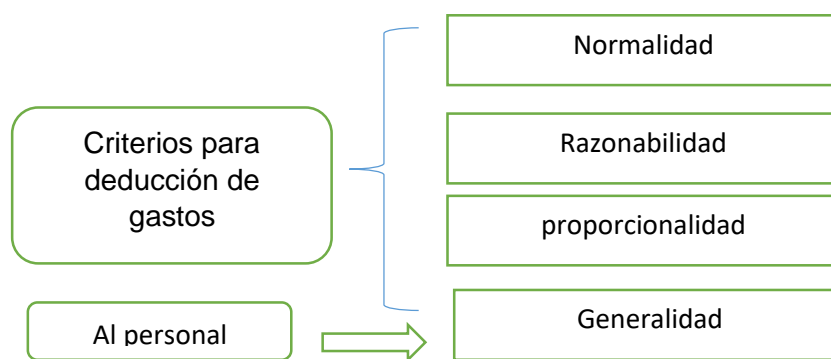 Criterios para
deducción de
gastos
Normalidad
Razonabilidad
proporcionalidad
Al personal
Generalidad